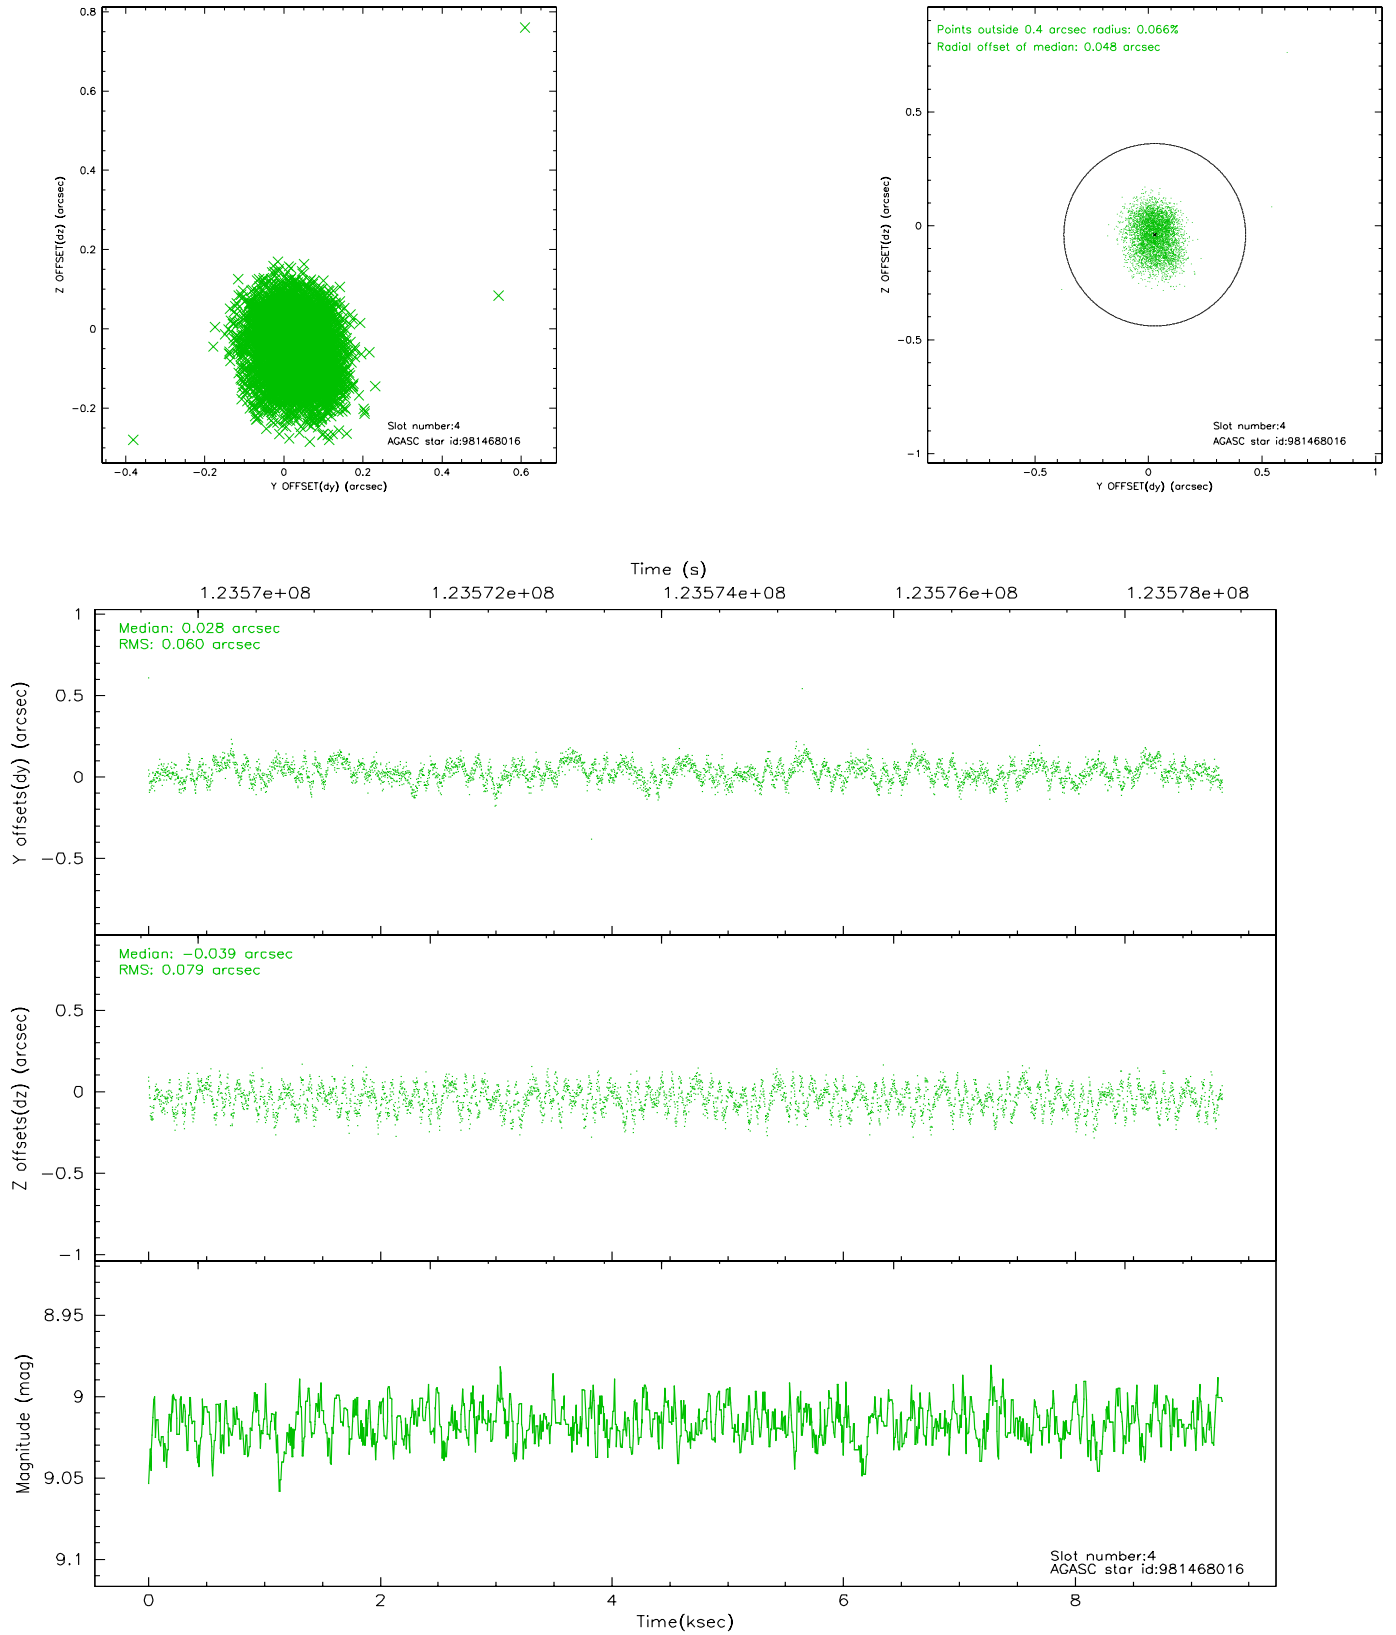 0.8
0.6
0.4
0.2
0
−0.2
−0.4
−0.2
0
0.2
0.4
0.6
Z OFFSET(dz) (arcsec)
Y OFFSET(dy) (arcsec)
Slot number:4
AGASC star id:981468016
Points outside 0.4 arcsec radius: 0.066%
Radial offset of median: 0.048 arcsec
0.5
0
−0.5
−1
−0.5
0
0.5
1
Z OFFSET(dz) (arcsec)
Y OFFSET(dy) (arcsec)
Slot number:4
AGASC star id:981468016
Time (s)
1.2357e+08 1.23572e+08 1.23574e+08 1.23576e+08 1.23578e+08
Median: 0.028 arcsec
RMS: 0.060 arcsec
1
0.5
0
−0.5
Y offsets(dy) (arcsec)
Median: −0.039 arcsec
RMS: 0.079 arcsec
0.5
0
−0.5
−1
Z offsets(dz) (arcsec)
8.95
9
9.05
9.1
Magnitude (mag)
Slot number:4
AGASC star id:981468016
0 2 4 6 8
Time(ksec)